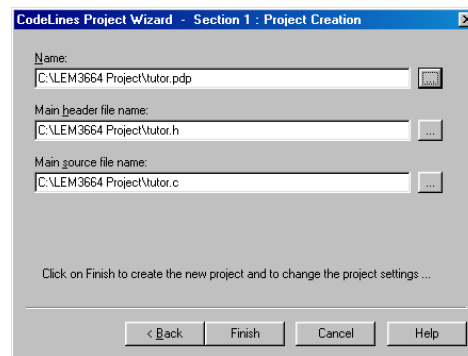 CodeLines Project Wizard - Section 1 : Project Creation
Name:
C:\LEM3664 Project\tutor.pdp
...
Main header file name:
C:\LEM3664 Project\tutor.h
...
Main source file name:
C:\LEM3664 Project\tutor.c
...
Click on Finish to create the new project and to change the project settings ...
< Back Finish Cancel Help